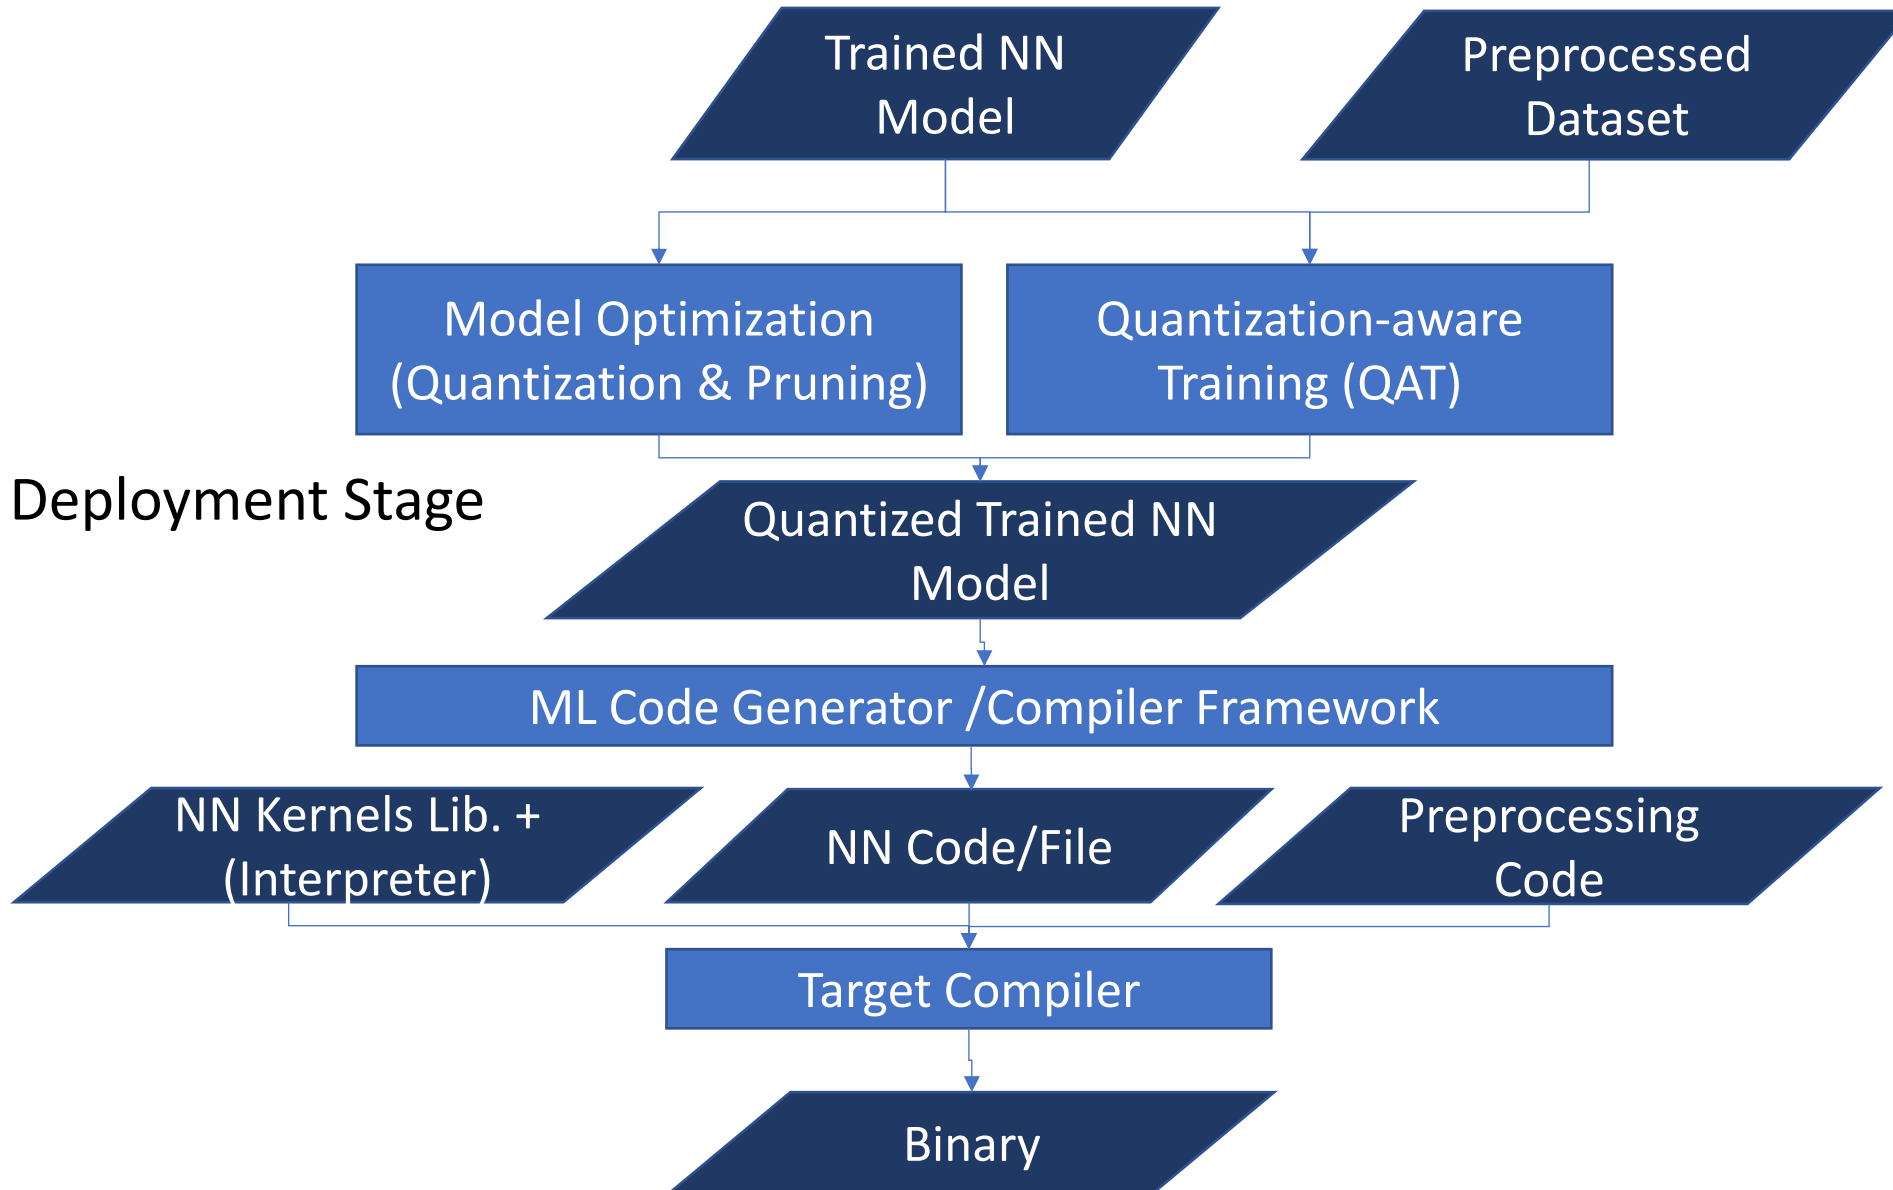 Trained NN
Model
Preprocessed
Dataset
Model Optimization
(Quantization & Pruning)
Quantization-aware
Training (QAT)
Deployment Stage
Quantized Trained NN
Model
ML Code Generator /Compiler Framework
NN Kernels Lib. +
(Interpreter)
NN Code/File
Preprocessing
Code
Target Compiler
Binary